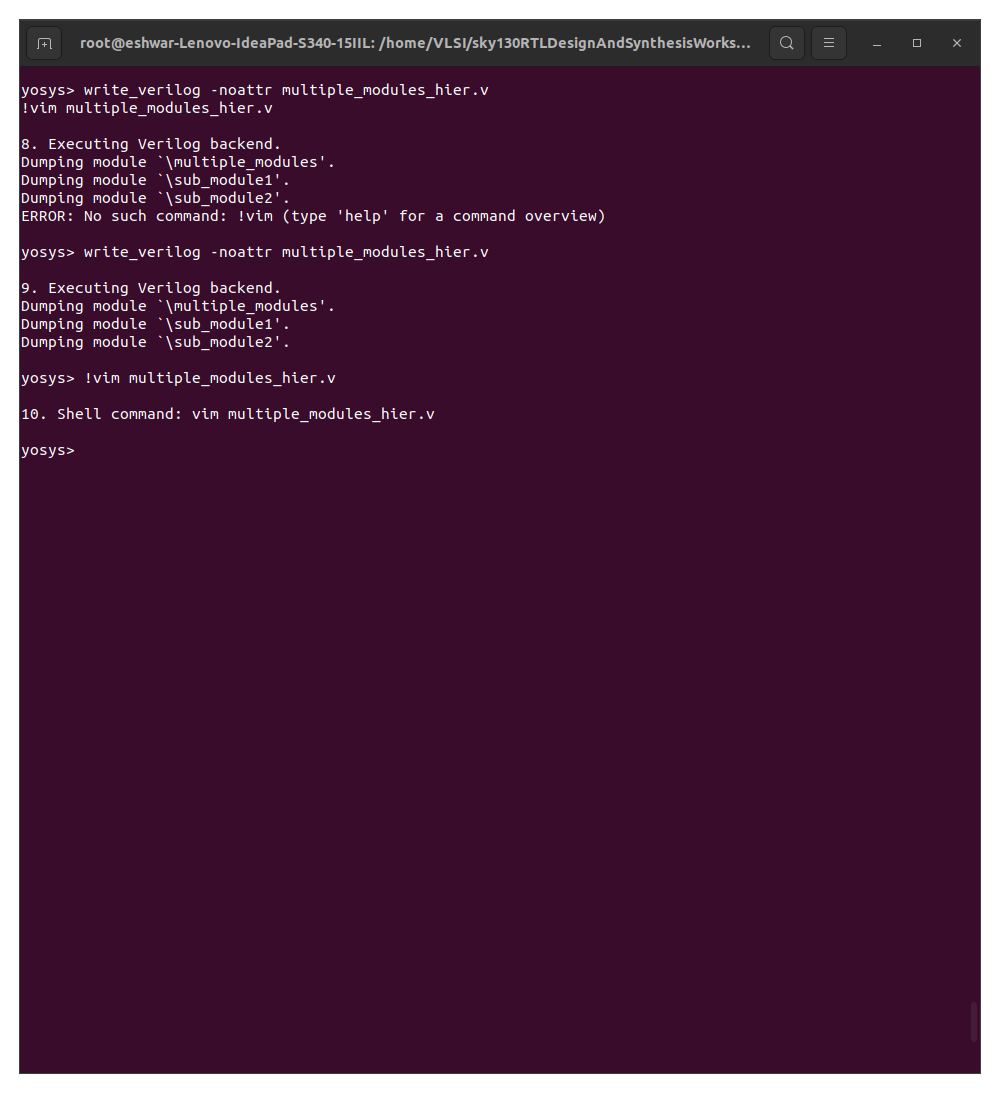 root@eshwar-Lenovo-IdeaPad-S340-15IIL: /home/VLSI/sky130RTLDesignAndSynthesisWorks...
yosys> write_verilog -noattr multiple_modules_hier.v
!vim multiple_modules_hier.v
8. Executing Verilog backend.
Dumping module `\multiple_modules'.
Dumping module `\sub_module1'.
Dumping module `\sub_module2'.
ERROR: No such command: !vim (type 'help' for a command overview)
yosys> write_verilog -noattr multiple_modules_hier.v
9. Executing Verilog backend.
Dumping module `\multiple_modules'.
Dumping module `\sub_module1'.
Dumping module `\sub_module2'.
yosys> !vim multiple_modules_hier.v
10. Shell command: vim multiple_modules_hier.v
yosys>